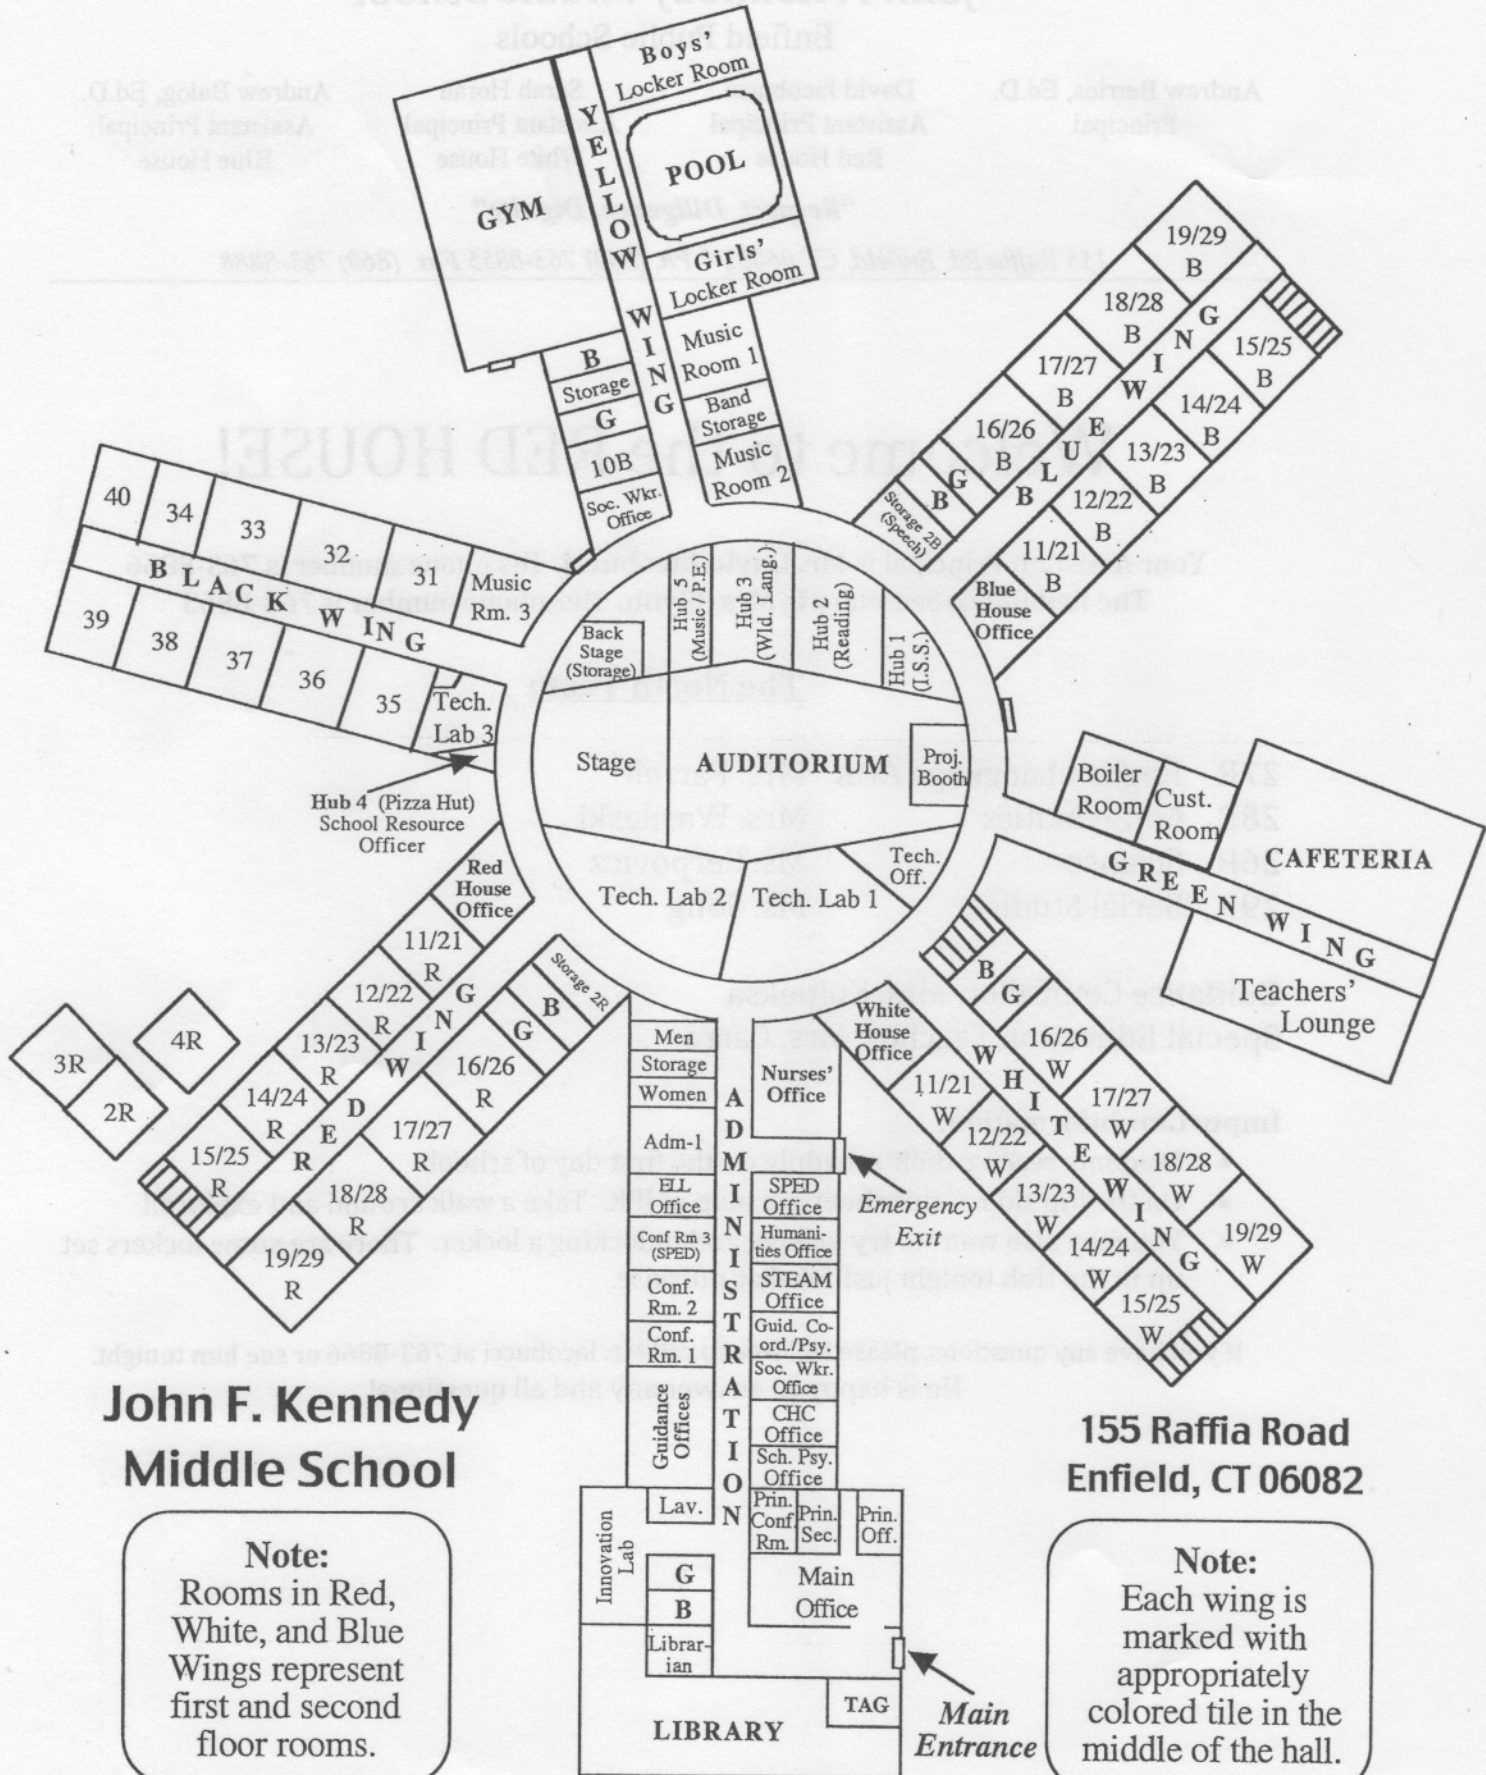 Boys'
Locker Room
POOL
GYM
Girls'
Locker Room
YELLOW WING
B
Storage
G
10B
Soc. Wkr.
Office
Music
Room 1
Band
Storage
Music
Room 2
19/29
B
18/28
B
17/27
B
16/26
B
G
B
Storage 2B
(Speech)
BLUE WING
15/25
B
14/24
B
13/23
B
12/22
B
11/21
B
Blue
House
Office
40
34
33
32
31
Music
Rm. 3
BLACK WING
39
38
37
36
35
Tech.
Lab 3
Hub 4 (Pizza Hut)
School Resource
Officer
Back
Stage
(Storage)
Hub 5
(Music / P.E.)
Hub 3
(Wld. Lang.)
Hub 2
(Reading)
Hub 1
(I.S.S.)
Stage
AUDITORIUM
Proj.
Booth
Tech. Lab 2
Tech. Lab 1
Tech.
Off.
Boiler
Room
Cust.
Room
CAFETERIA
GREEN WING
Teachers'
Lounge
Red
House
Office
11/21
R
12/22
R
13/23
R
14/24
R
15/25
R
RED WING
Storage 2R
B
G
16/26
R
17/27
R
18/28
R
19/29
R
3R
4R
2R
White
House
Office
11/21
W
12/22
W
13/23
W
14/24
W
15/25
W
WHITE WING
B
G
16/26
W
17/27
W
18/28
W
19/29
W
Men
Storage
Women
Adm-1
ELL
Office
Conf Rm 3
(SPED)
Conf.
Rm. 2
Conf.
Rm. 1
Guidance
Offices
ADMINISTRATION
Nurses'
Office
Emergency
Exit
SPED
Office
Humani-
ties Office
STEAM
Office
Guid. Co-
ord./Psy.
Soc. Wkr.
Office
CHC
Office
Sch. Psy.
Office
Innovation
Lab
Lav.
G
B
Librar-
ian
Prin.
Conf
Rm.
Prin.
Sec.
Prin.
Off.
Main
Office
TAG
LIBRARY
Main
Entrance
John F. Kennedy
Middle School
Note:
Rooms in Red,
White, and Blue
Wings represent
first and second
floor rooms.
155 Raffia Road
Enfield, CT 06082
Note:
Each wing is
marked with
appropriately
colored tile in the
middle of the hall.